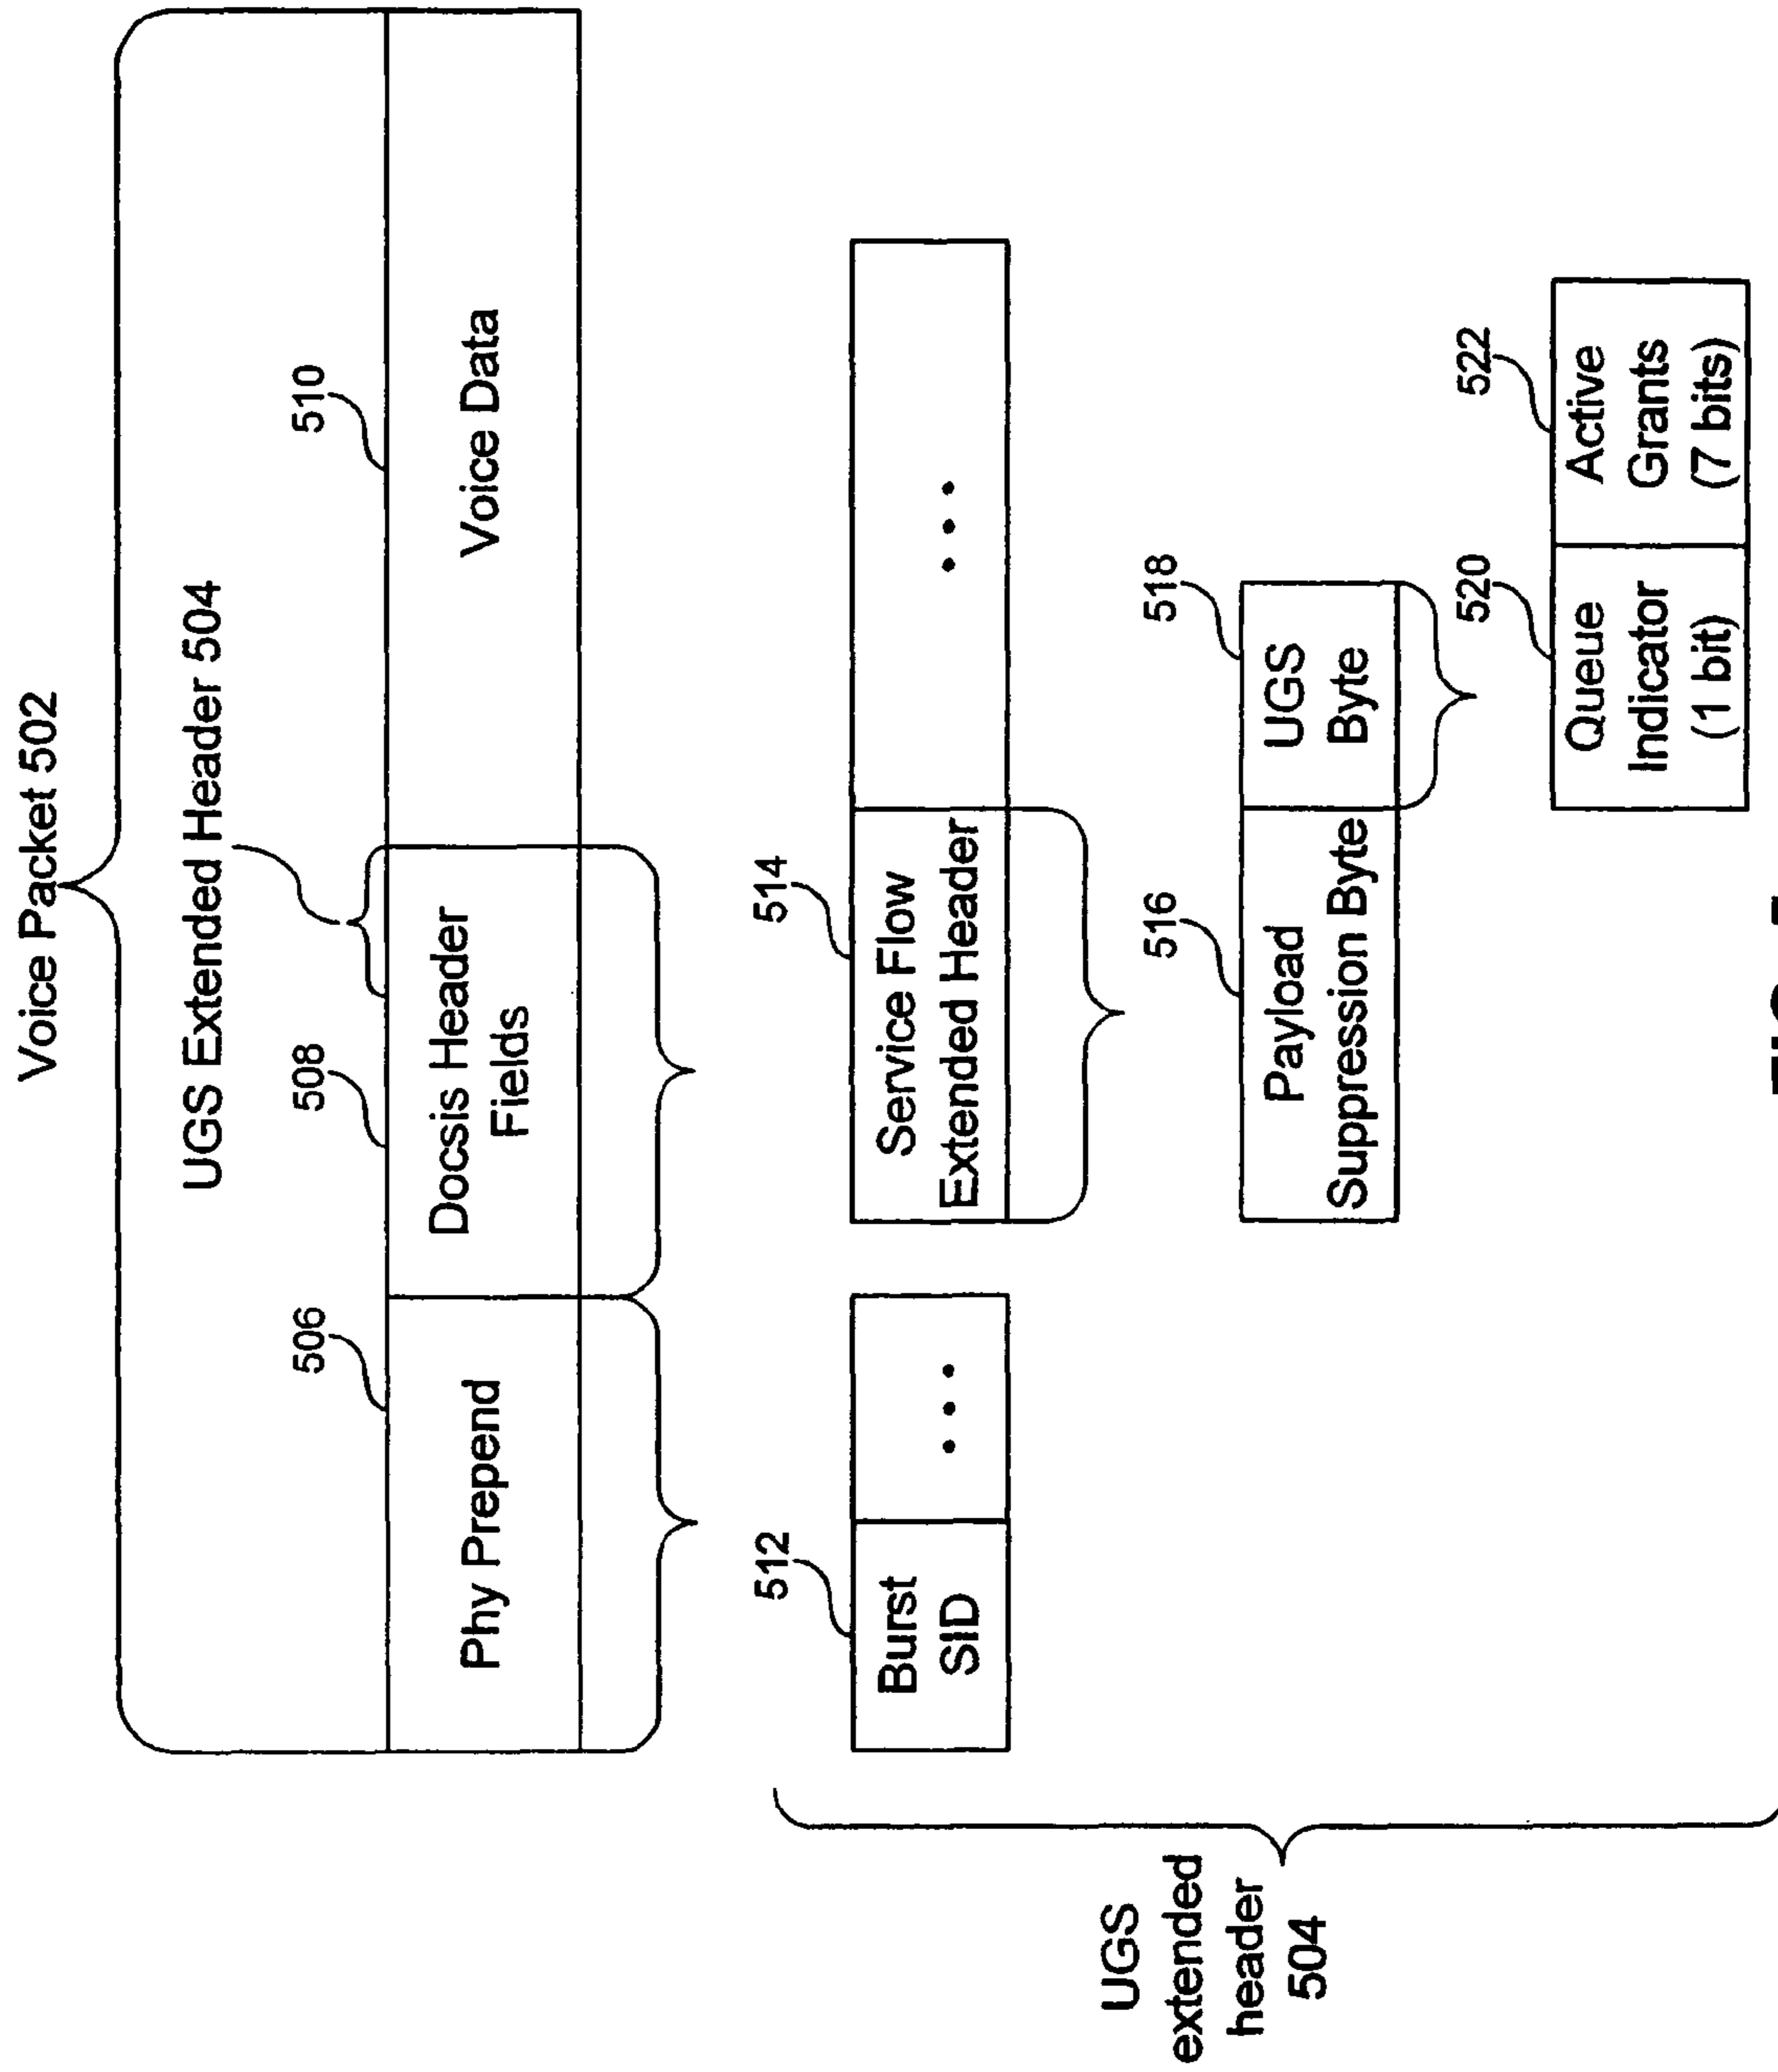 Voice Packet 502
UGS Extended Header 504
506
508
510
Phy Prepend
Docsis Header
Fields
Voice Data
512
514
Burst
SID
...
Service Flow
Extended Header
...
516
518
Payload
Suppression Byte
UGS
Byte
520
522
Queue
Indicator
(1 bit)
Active
Grants
(7 bits)
UGS
extended
header
504